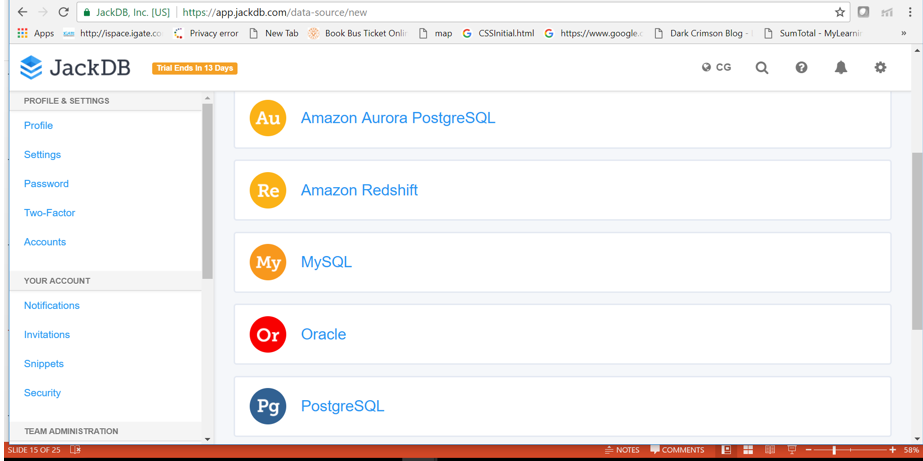 JackDB, Inc. [US] https://app.jackdb.com/data-source/new
Apps http://ispace.igate.co Privacy error New Tab Book Bus Ticket Onlin map CSSInitial.html https://www.google. Dark Crimson Blog - SumTotal - MyLearnin »
JackDB Trial Ends In 13 Days CG
PROFILE & SETTINGS
Profile
Settings
Password
Two-Factor
Accounts
YOUR ACCOUNT
Notifications
Invitations
Snippets
Security
TEAM ADMINISTRATION
Au Amazon Aurora PostgreSQL
Re Amazon Redshift
My MySQL
Or Oracle
Pg PostgreSQL
SLIDE 15 OF 25 NOTES COMMENTS 58%